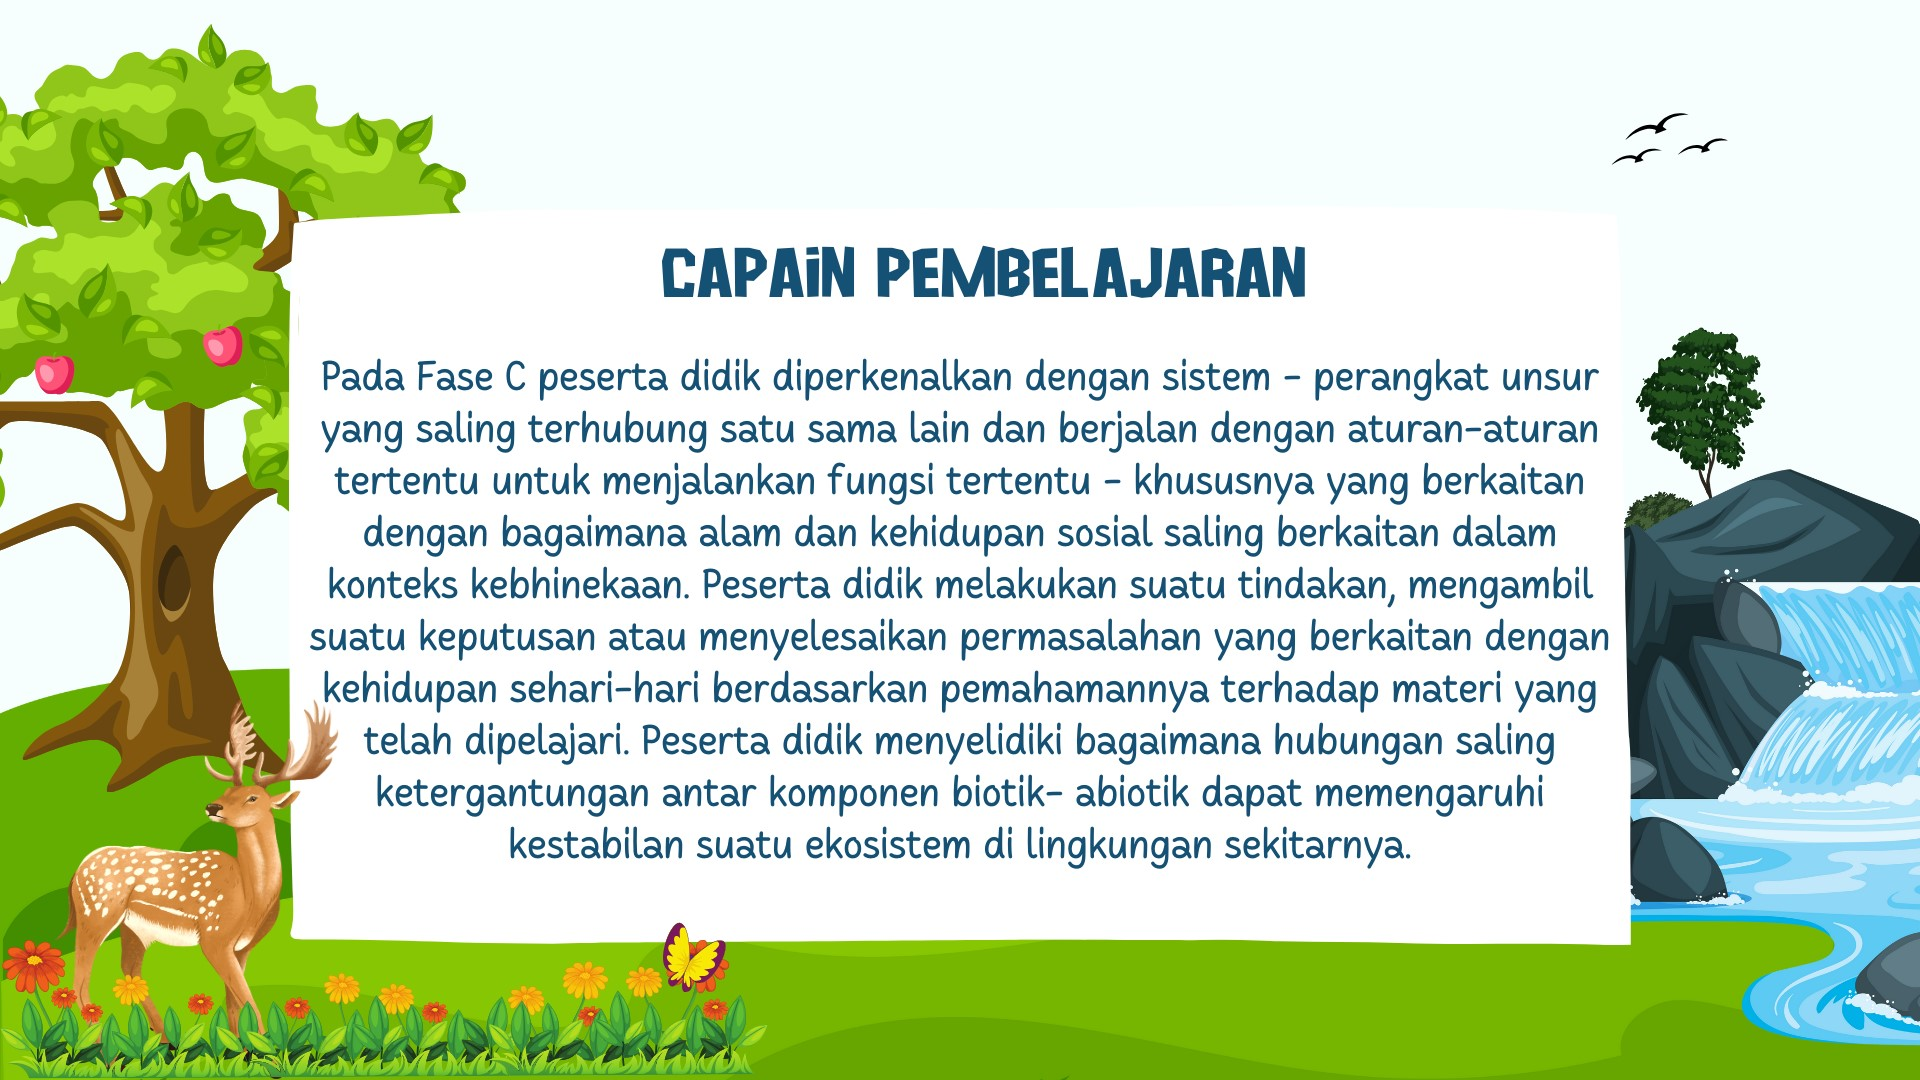 CAPAiN PEMBELAJARAN
Pada Fase C peserta didik diperkenalkan dengan sistem - perangkat unsur
yang saling terhubung satu sama lain dan berjalan dengan aturan-aturan
tertentu untuk menjalankan fungsi tertentu - khususnya yang berkaitan
dengan bagaimana alam dan kehidupan sosial saling berkaitan dalam
konteks kebhinekaan. Peserta didik melakukan suatu tindakan, mengambil
suatu keputusan atau menyelesaikan permasalahan yang berkaitan dengan
kehidupan sehari-hari berdasarkan pemahamannya terhadap materi yang
telah dipelajari. Peserta didik menyelidiki bagaimana hubungan saling
ketergantungan antar komponen biotik- abiotik dapat memengaruhi
kestabilan suatu ekosistem di lingkungan sekitarnya.